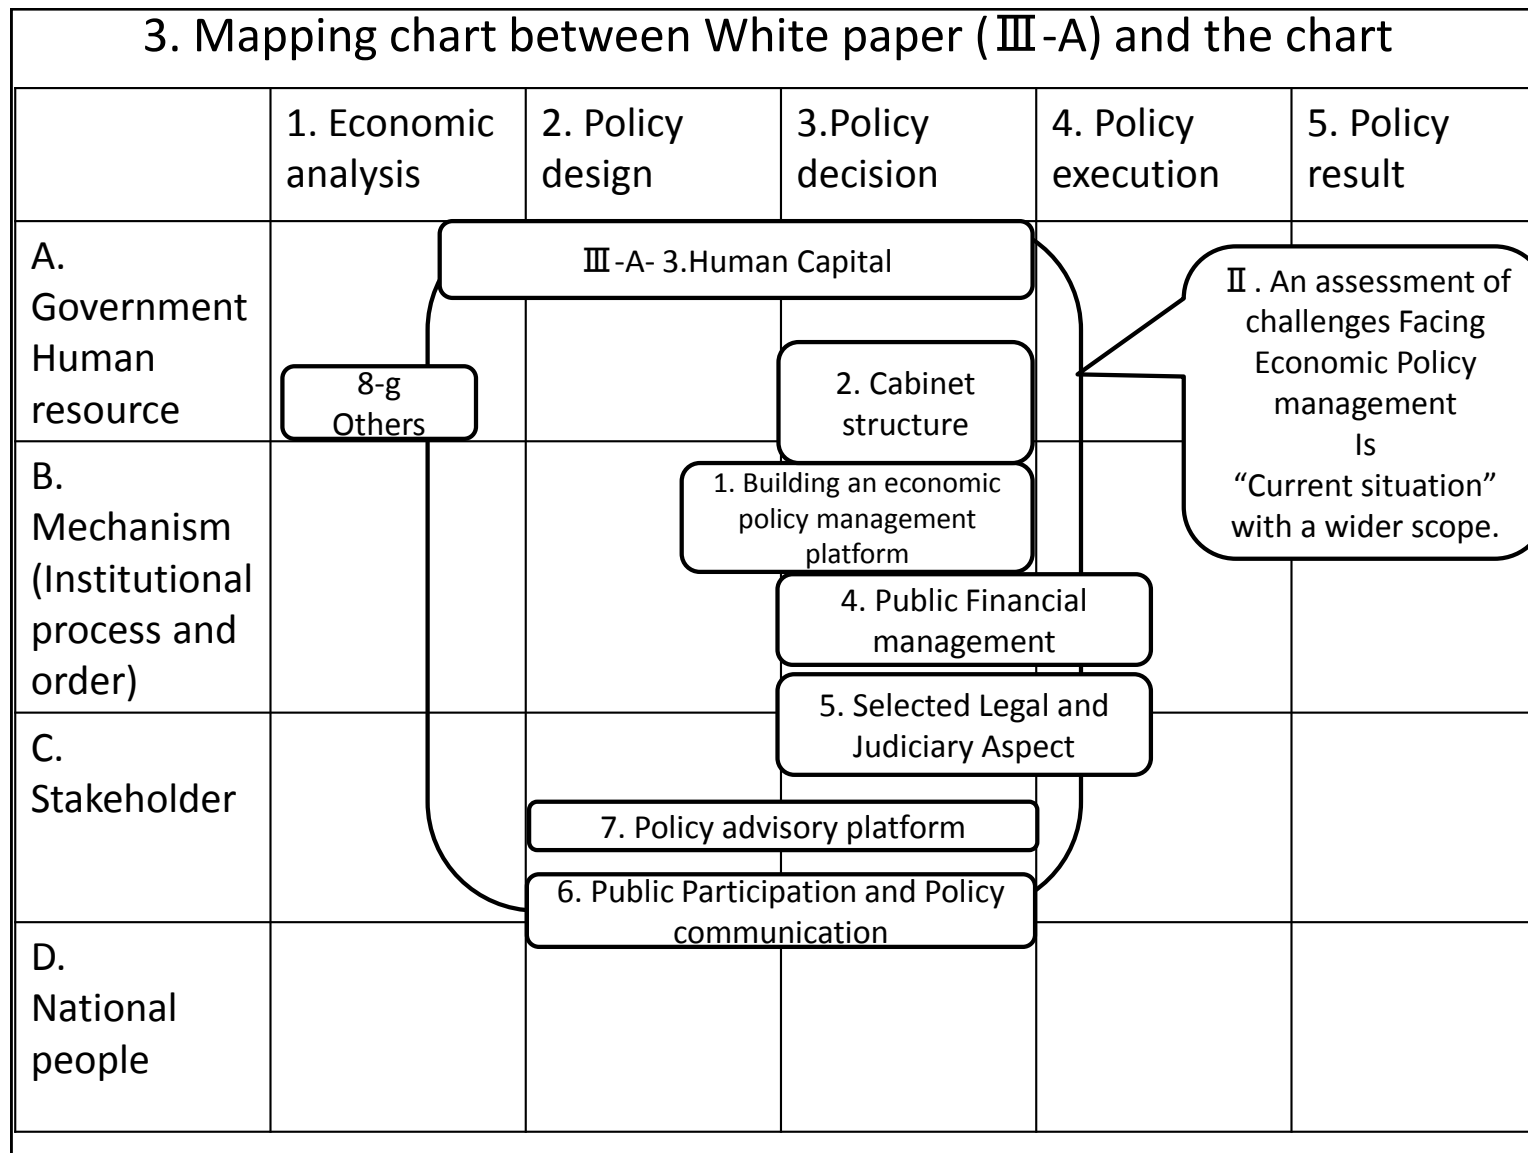 3. Mapping chart between White paper (Ⅲ-A) and the chart
1. Economic
analysis
2. Policy
design
3.Policy
decision
4. Policy
execution
5. Policy
result
A.
Government
Human
resource
Ⅲ-A- 3.Human Capital
8-g
Others
2. Cabinet
structure
Ⅱ. An assessment of
challenges Facing
Economic Policy
management
Is
“Current situation”
with a wider scope.
B.
Mechanism
(Institutional
process and
order)
1. Building an economic
policy management
platform
4. Public Financial
management
5. Selected Legal and
Judiciary Aspect
C.
Stakeholder
7. Policy advisory platform
6. Public Participation and Policy
communication
D.
National
people